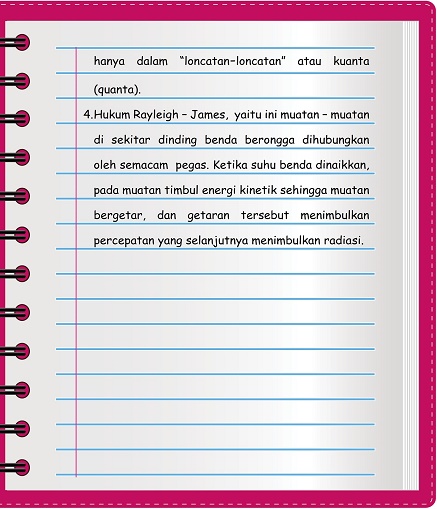 hanya dalam “loncatan–loncatan” atau kuanta
(quanta).
4.Hukum Rayleigh – James, yaitu ini muatan – muatan
di sekitar dinding benda berongga dihubungkan
oleh semacam pegas. Ketika suhu benda dinaikkan,
pada muatan timbul energi kinetik sehingga muatan
bergetar, dan getaran tersebut menimbulkan
percepatan yang selanjutnya menimbulkan radiasi.